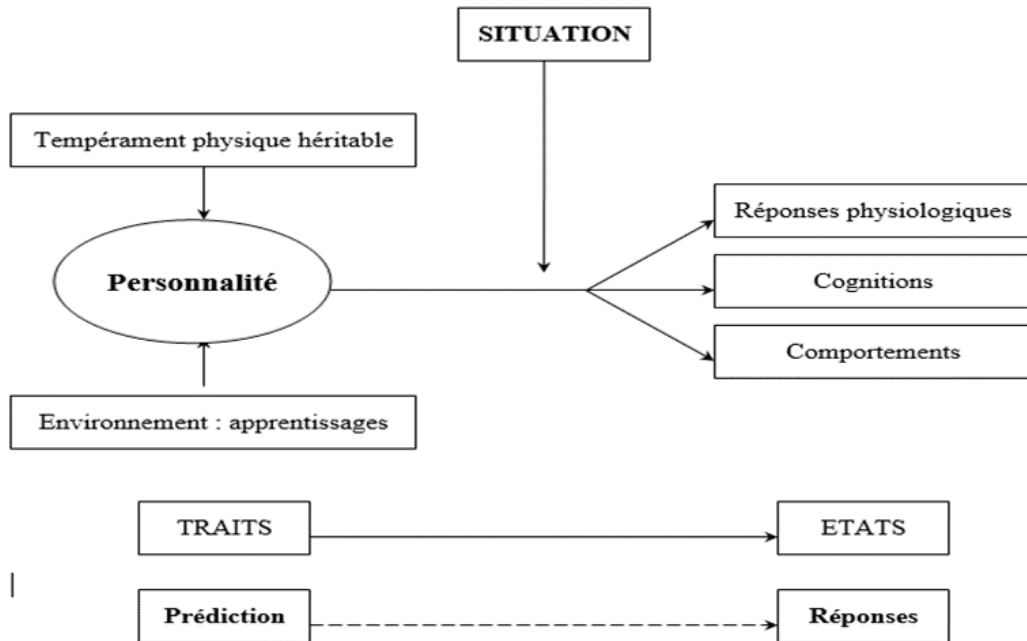 SITUATION
Tempérament physique héritable
Réponses physiologiques
Personnalité
Cognitions
Comportements
Environnement : apprentissages
TRAITS
ETATS
Prédiction
Réponses